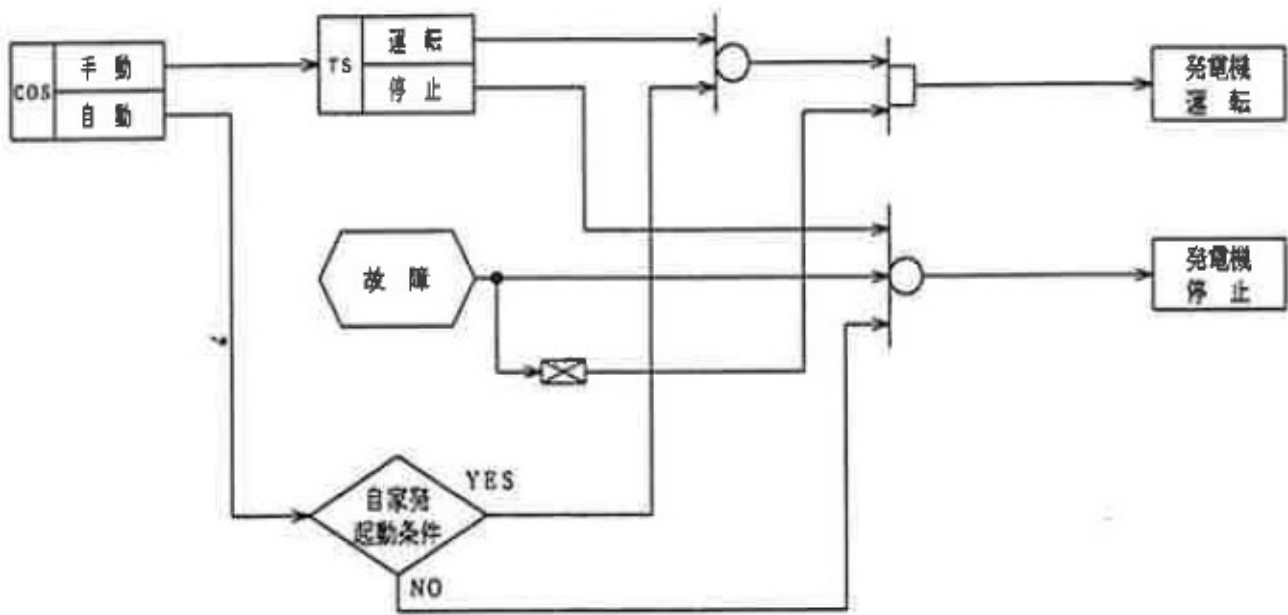 COS
手動
自動
TS
運転
停止
発電機
運転
故障
発電機
停止
自家発
起動条件
YES
NO